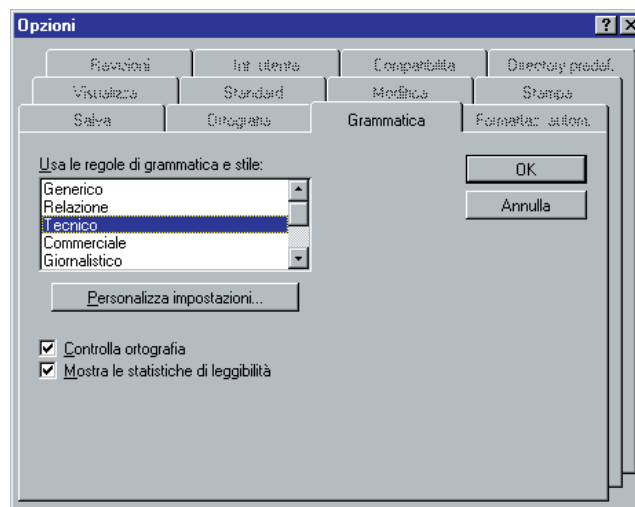 Opzioni
Revisioni Int. utente Compatibilità Directory predef.
Visualizza Standard Modifica Stampa
Salva Ortografia Grammatica Formattaz. autom.
Usa le regole di grammatica e stile:
OK
Generico
Relazione
Annulla
Tecnico
Commerciale
Giornalistico
Personalizza impostazioni...
Controlla ortografia
Mostra le statistiche di leggibilità